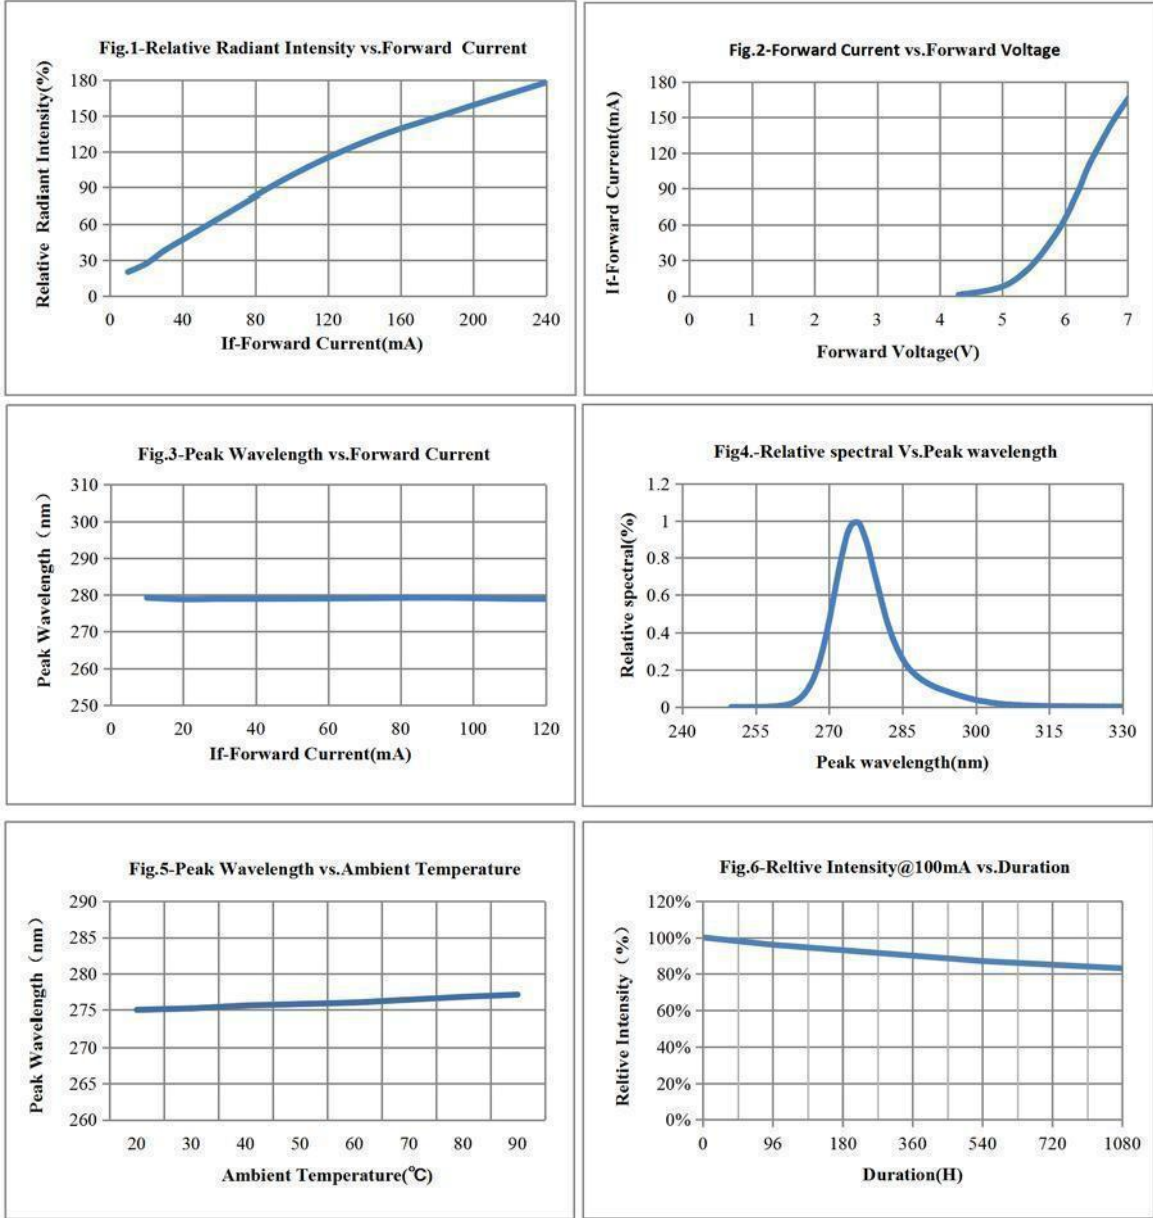 Fig.1-Relative Radiant Intensity vs.Forward Current
Relative Radiant Intensity(%)
180
150
120
90
60
30
0
0 40 80 120 160 200 240
If-Forward Current(mA)
Fig.2-Forward Current vs.Forward Voltage
If-Forward Current(mA)
180
150
120
90
60
30
0
0 1 2 3 4 5 6 7
Forward Voltage(V)
Fig.3-Peak Wavelength vs.Forward Current
Peak Wavelength（nm）
310
300
290
280
270
260
250
0 20 40 60 80 100 120
If-Forward Current(mA)
Fig4.-Relative spectral Vs.Peak wavelength
Relative spectral(%)
1.2
1
0.8
0.6
0.4
0.2
0
240 255 270 285 300 315 330
Peak wavelength(nm)
Fig.5-Peak Wavelength vs.Ambient Temperature
Peak Wavelength（nm）
290
285
280
275
270
265
260
20 30 40 50 60 70 80 90
Ambient Temperature(℃)
Fig.6-Reltive Intensity@100mA vs.Duration
Reltive Intensity（%）
120%
100%
80%
60%
40%
20%
0%
0 96 180 360 540 720 1080
Duration(H)